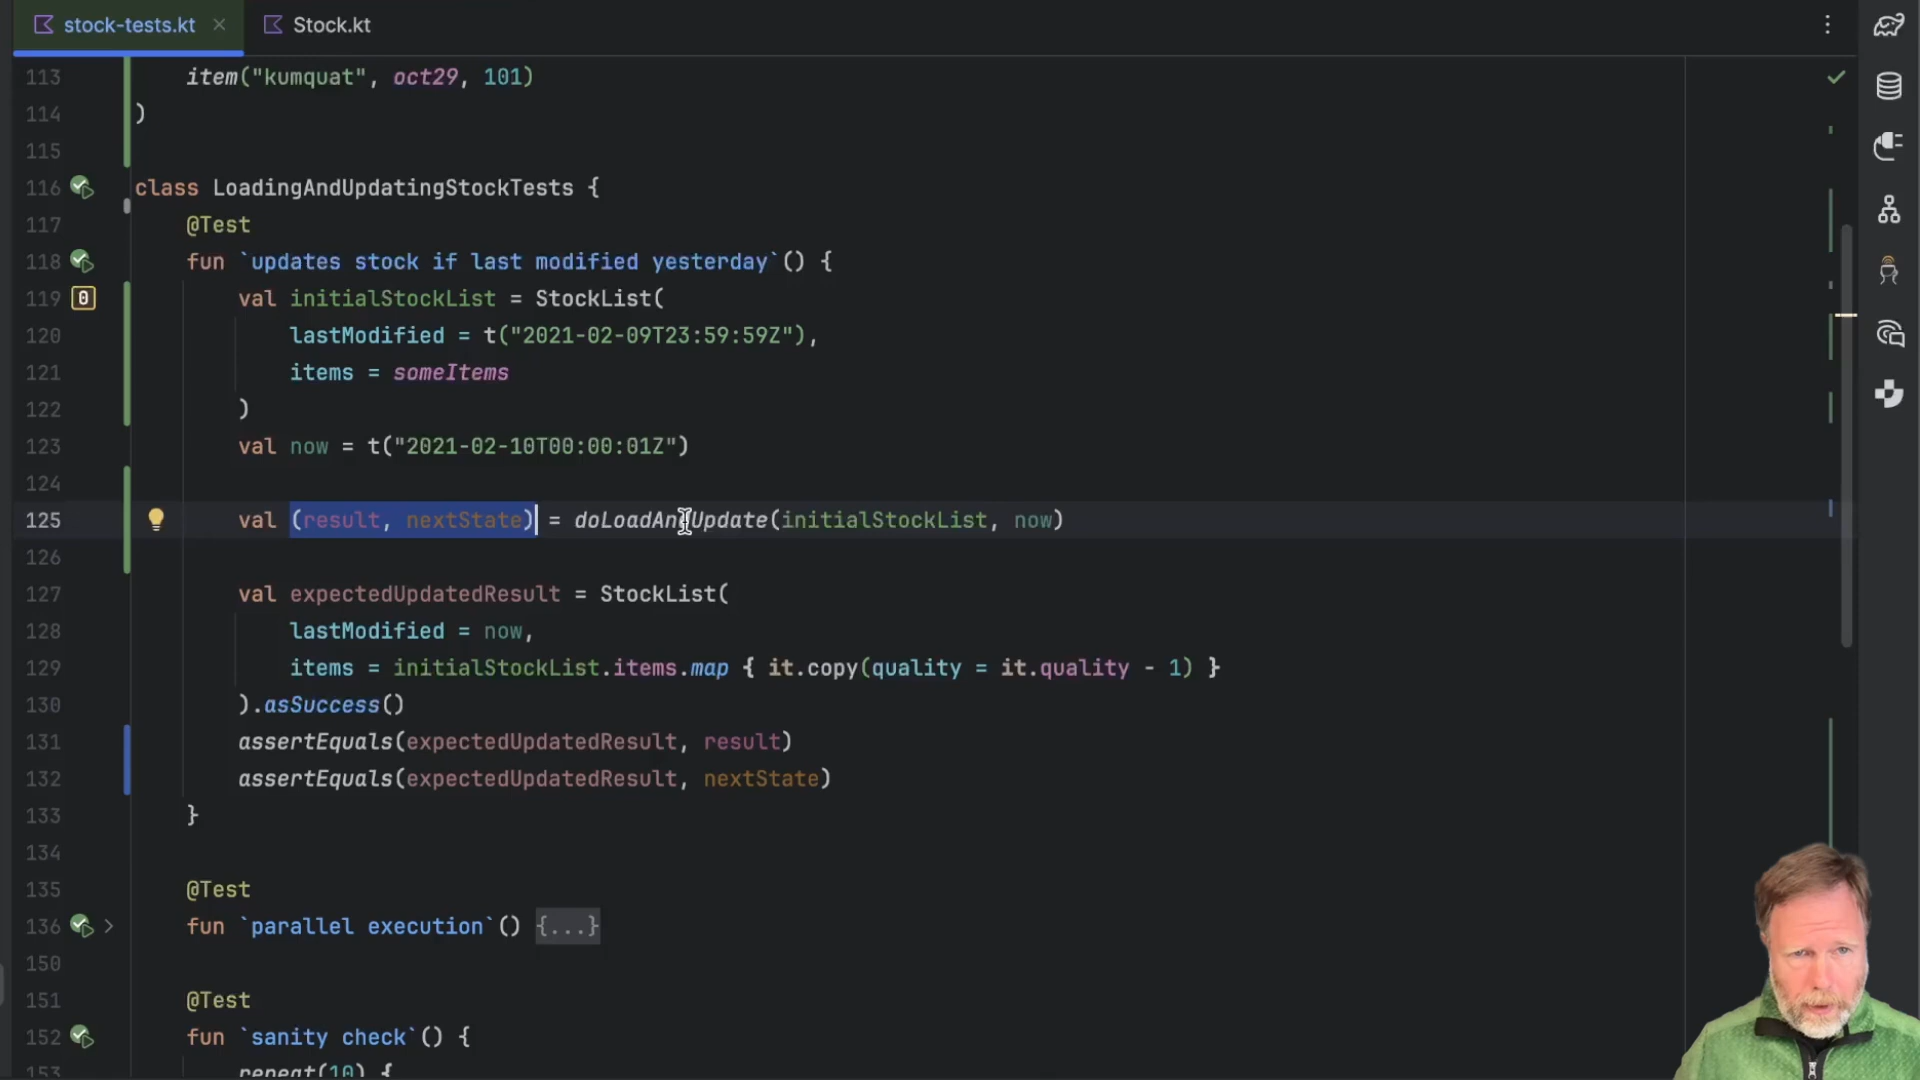 stock-tests.kt × Stock.kt
113 item("kumquat", oct29, 101)
114 )
115
116 class LoadingAndUpdatingStockTests {
117 @Test
118 fun `updates stock if last modified yesterday`() {
119 val initialStockList = StockList(
120 lastModified = t("2021-02-09T23:59:59Z"),
121 items = someItems
122 )
123 val now = t("2021-02-10T00:00:01Z")
124
125 val (result, nextState) = doLoadAndUpdate(initialStockList, now)
126
127 val expectedUpdatedResult = StockList(
128 lastModified = now,
129 items = initialStockList.items.map { it.copy(quality = it.quality - 1) }
130 ).asSuccess()
131 assertEquals(expectedUpdatedResult, result)
132 assertEquals(expectedUpdatedResult, nextState)
133 }
134
135 @Test
136 fun `parallel execution`() {...}
150
151 @Test
152 fun `sanity check`() {
153 repeat(10) {